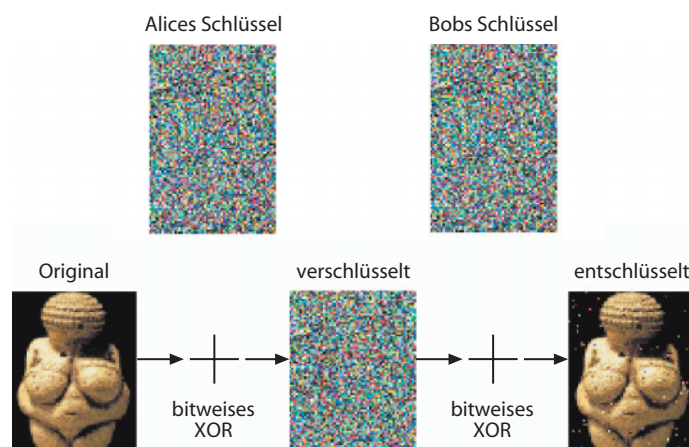 Alices Schlüssel
Bobs Schlüssel
Original
verschlüsselt
entschlüsselt
bitweises
XOR
bitweises
XOR